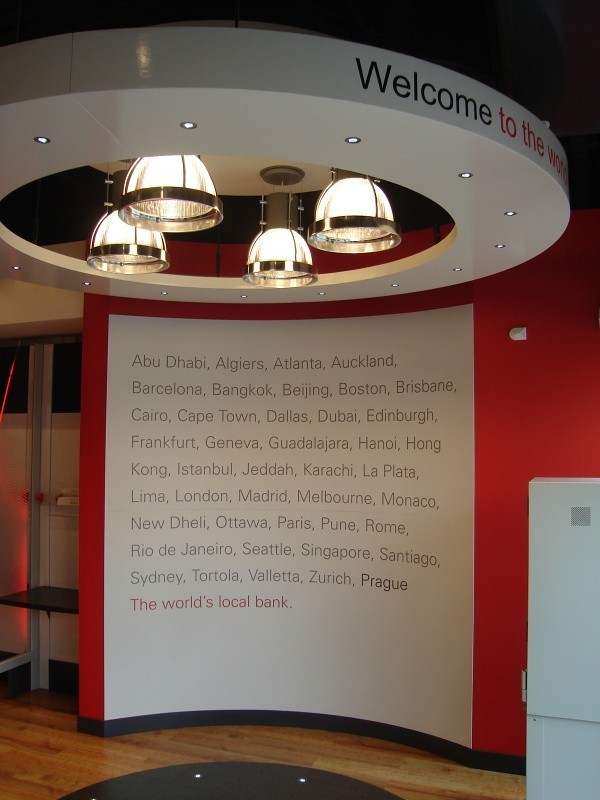 Welcome to the world
Abu Dhabi, Algiers, Atlanta, Auckland,
Barcelona, Bangkok, Beijing, Boston, Brisbane,
Cairo, Cape Town, Dallas, Dubai, Edinburgh,
Frankfurt, Geneva, Guadalajara, Hanoi, Hong
Kong, Istanbul, Jeddah, Karachi, La Plata,
Lima, London, Madrid, Melbourne, Monaco,
New Dheli, Ottawa, Paris, Pune, Rome,
Rio de Janeiro, Seattle, Singapore, Santiago,
Sydney, Tortola, Valletta, Zurich, Prague
The world's local bank.